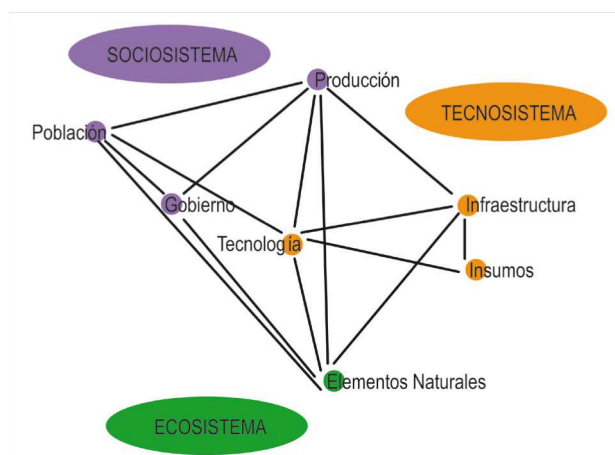 SOCIOSISTEMA
Producción
TECNOSISTEMA
Población
Gobierno
Infraestructura
Tecnología
Insumos
Elementos Naturales
ECOSISTEMA